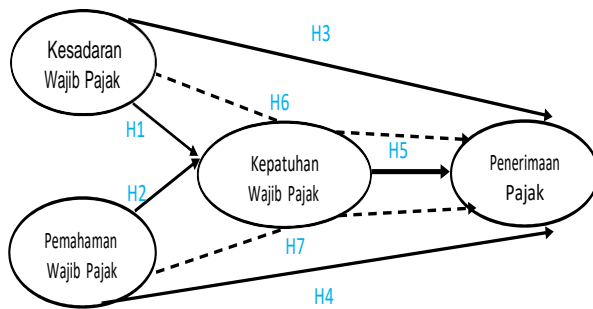 Kesadaran
Wajib Pajak
H3
H6
H1
Kepatuhan
Wajib Pajak
H5
Penerimaan
Pajak
H2
Pemahaman
Wajib Pajak
H7
H4